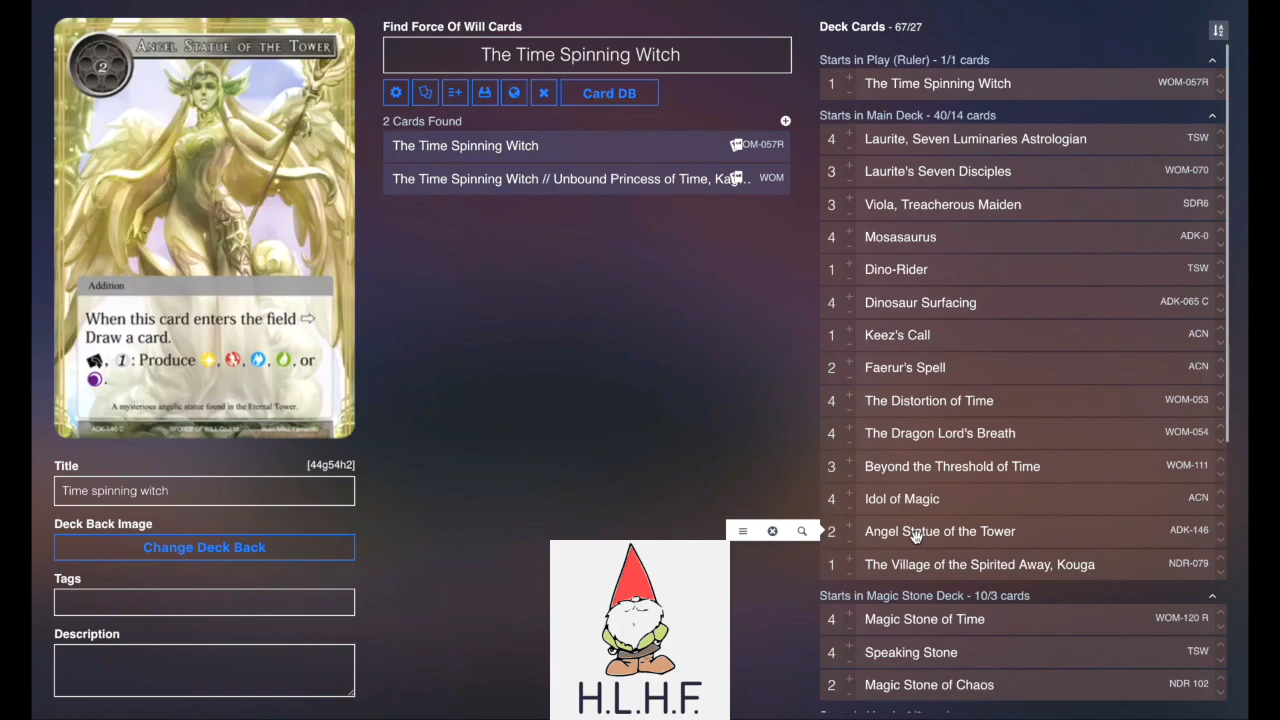 ANGEL STATUE OF THE TOWER
2
Addition
When this card enters the field ⇨
Draw a card.
, 1 : Produce , , , , or
.
A mysterious angelic statue found in the Eternal Tower.
ADK-146 C
Title
[44g54h2]
Time spinning witch
Deck Back Image
Change Deck Back
Tags
Description
Find Force Of Will Cards
The Time Spinning Witch
Card DB
2 Cards Found
The Time Spinning Witch OM-057R
The Time Spinning Witch // Unbound Princess of Time, Kag... WOM
H.L.H.F.
Deck Cards - 67/27
Starts in Play (Ruler) - 1/1 cards
1 The Time Spinning Witch WOM-057R
Starts in Main Deck - 40/14 cards
4 Laurite, Seven Luminaries Astrologian TSW
3 Laurite's Seven Disciples WOM-070
3 Viola, Treacherous Maiden SDR6
4 Mosasaurus ADK-0
1 Dino-Rider TSW
4 Dinosaur Surfacing ADK-065 C
1 Keez's Call ACN
2 Faerur's Spell ACN
4 The Distortion of Time WOM-053
4 The Dragon Lord's Breath WOM-054
3 Beyond the Threshold of Time WOM-111
4 Idol of Magic ACN
2 Angel Statue of the Tower ADK-146
1 The Village of the Spirited Away, Kouga NDR-079
Starts in Magic Stone Deck - 10/3 cards
4 Magic Stone of Time WOM-120 R
4 Speaking Stone TSW
2 Magic Stone of Chaos NDR 102